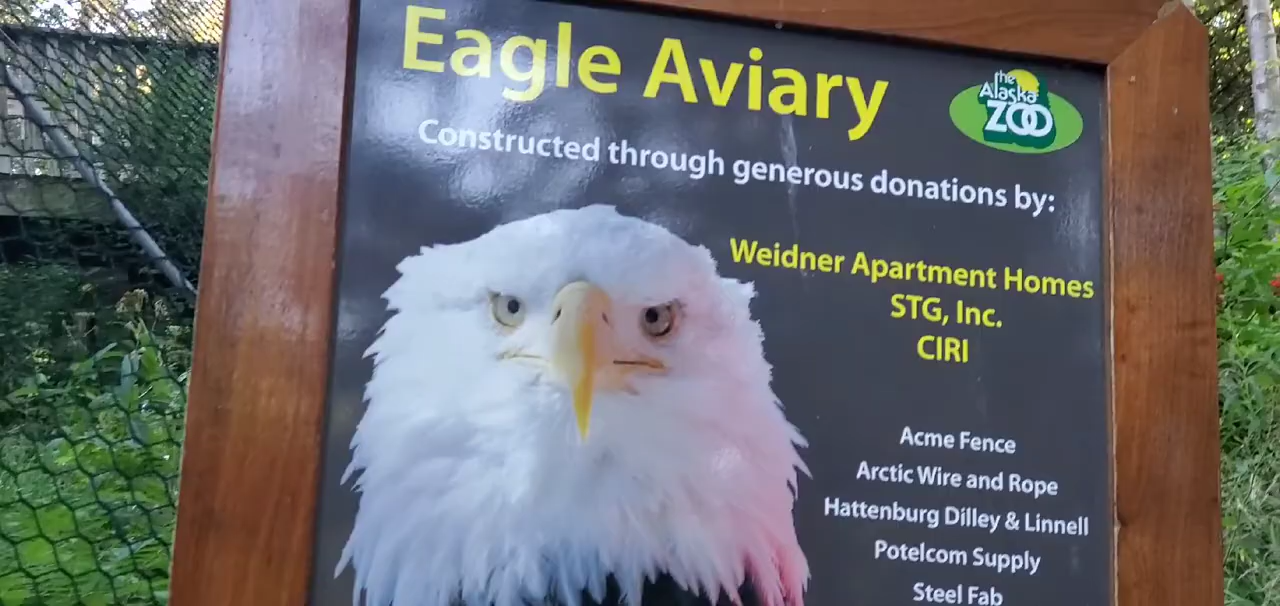 Eagle Aviary
the
Alaska
ZOO
Constructed through generous donations by:
Weidner Apartment Homes
STG, Inc.
CIRI
Acme Fence
Arctic Wire and Rope
Hattenburg Dilley & Linnell
Potelcom Supply
Steel Fab